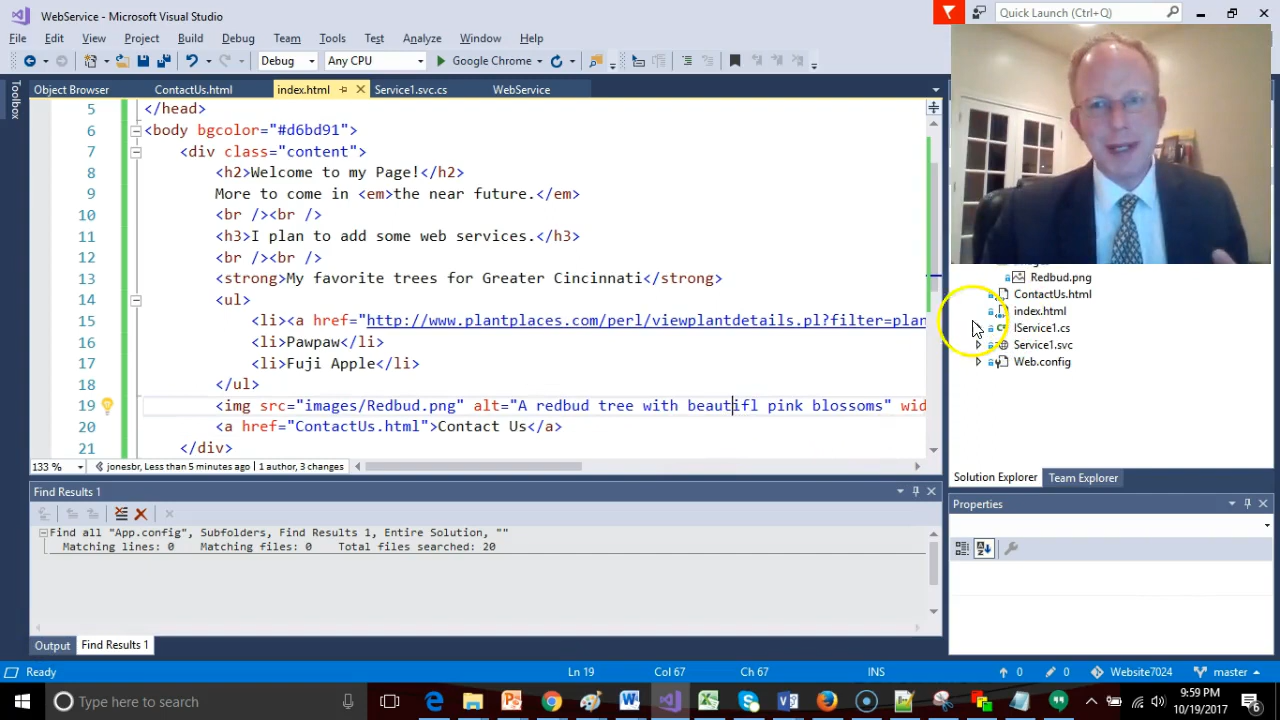 WebService - Microsoft Visual Studio
Quick Launch (Ctrl+Q)
File Edit View Project Build Debug Team Tools Test Analyze Window Help
Debug Any CPU Google Chrome
Toolbox
Object Browser ContactUs.html index.html Service1.svc.cs WebService
5 </head>
6 <body bgcolor="#d6bd91">
7 <div class="content">
8 <h2>Welcome to my Page!</h2>
9 More to come in <em>the near future.</em>
10 <br /><br />
11 <h3>I plan to add some web services.</h3>
12 <br /><br />
13 <strong>My favorite trees for Greater Cincinnati</strong>
14 <ul>
15 <li><a href="http://www.plantplaces.com/perl/viewplantdetails.pl?filter=plan
16 <li>Pawpaw</li>
17 <li>Fuji Apple</li>
18 </ul>
19 <img src="images/Redbud.png" alt="A redbud tree with beautifl pink blossoms" wid
20 <a href="ContactUs.html">Contact Us</a>
21 </div>
133 % jonesbr, Less than 5 minutes ago | 1 author, 3 changes
Redbud.png
ContactUs.html
index.html
IService1.cs
Service1.svc
Web.config
Solution Explorer Team Explorer
Properties
Find Results 1
Find all "App.config", Subfolders, Find Results 1, Entire Solution, ""
Matching lines: 0 Matching files: 0 Total files searched: 20
Output Find Results 1
Ready Ln 19 Col 67 Ch 67 INS 0 0 Website7024 master
Type here to search
9:59 PM
10/19/2017
6